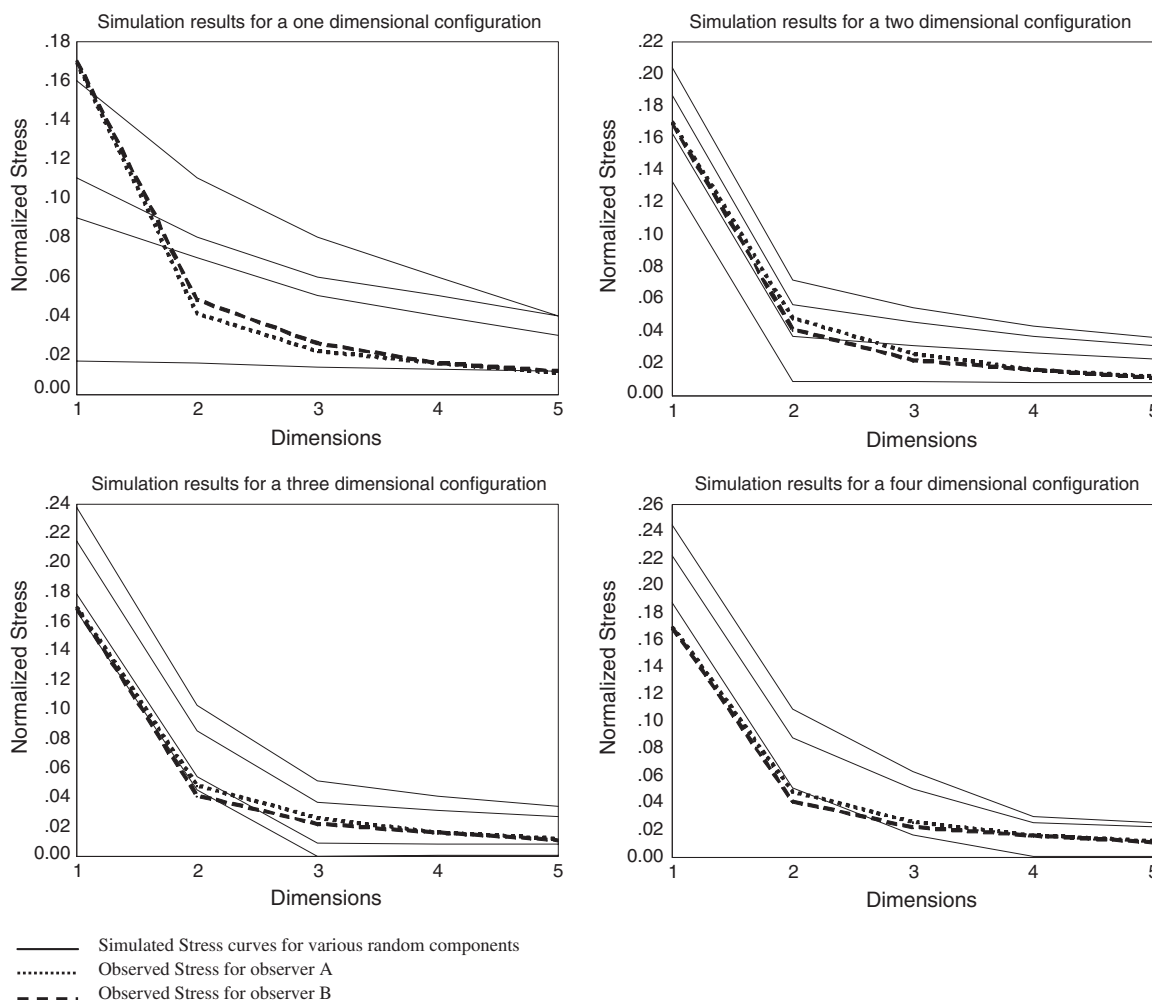 Simulation results for a one dimensional configuration
Normalized Stress
.18
.16
.14
.12
.10
.08
.06
.04
.02
0.00
1 2 3 4 5
Dimensions
Simulation results for a two dimensional configuration
Normalized Stress
.22
.20
.18
.16
.14
.12
.10
.08
.06
.04
.02
0.00
1 2 3 4 5
Dimensions
Simulation results for a three dimensional configuration
Normalized Stress
.24
.22
.20
.18
.16
.14
.12
.10
.08
.06
.04
.02
0.00
1 2 3 4 5
Dimensions
Simulation results for a four dimensional configuration
Normalized Stress
.26
.24
.22
.20
.18
.16
.14
.12
.10
.08
.06
.04
.02
0.00
1 2 3 4 5
Dimensions
Simulated Stress curves for various random components
Observed Stress for observer A
Observed Stress for observer B